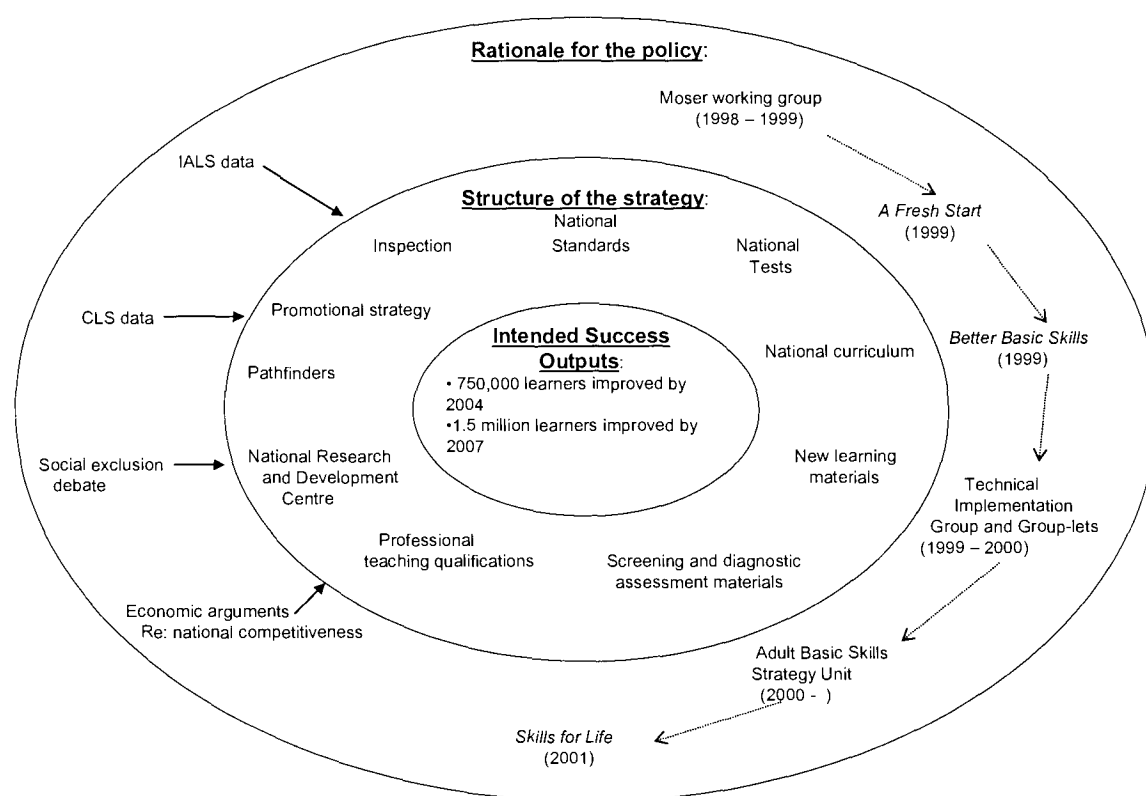 Rationale for the policy:
Moser working group
(1998 – 1999)
IALS data
A Fresh Start
(1999)
CLS data
Better Basic Skills
(1999)
Social exclusion
debate
Technical
Implementation
Group and Group-lets
(1999 – 2000)
Economic arguments
Re: national competitiveness
Adult Basic Skills
Strategy Unit
(2000 - )
Skills for Life
(2001)
Structure of the strategy:
Inspection
National
Standards
National
Tests
Promotional strategy
National curriculum
Pathfinders
National Research
and Development
Centre
New learning
materials
Professional
teaching qualifications
Screening and diagnostic
assessment materials
Intended Success
Outputs:
• 750,000 learners improved by
2004
•1.5 million learners improved by
2007